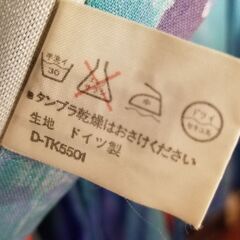 手洗イ
30
中
ドライ
セキユ系
■タンブラ乾燥はおさけください
生地 ドイツ製
D-TK5501